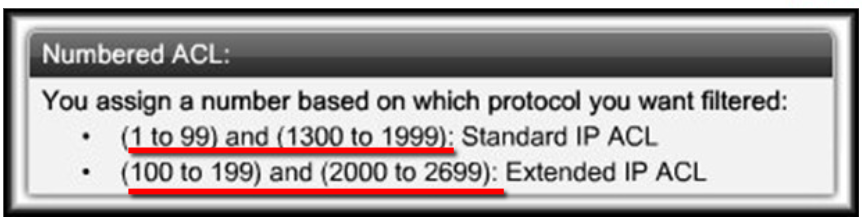 Numbered ACL:
You assign a number based on which protocol you want filtered:
• (1 to 99) and (1300 to 1999): Standard IP ACL
• (100 to 199) and (2000 to 2699): Extended IP ACL